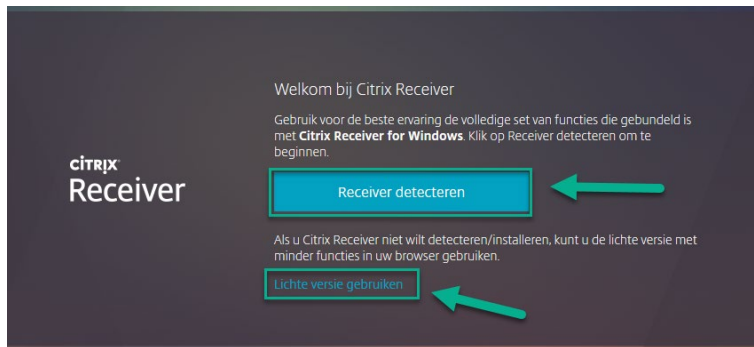 Welkom bij Citrix Receiver
Gebruik voor de beste ervaring de volledige set van functies die gebundeld is
met Citrix Receiver for Windows. Klik op Receiver detecteren om te
beginnen.
CITRIX
Receiver
Receiver detecteren
Als u Citrix Receiver niet wilt detecteren/installeren, kunt u de lichte versie met
minder functies in uw browser gebruiken.
Lichte versie gebruiken